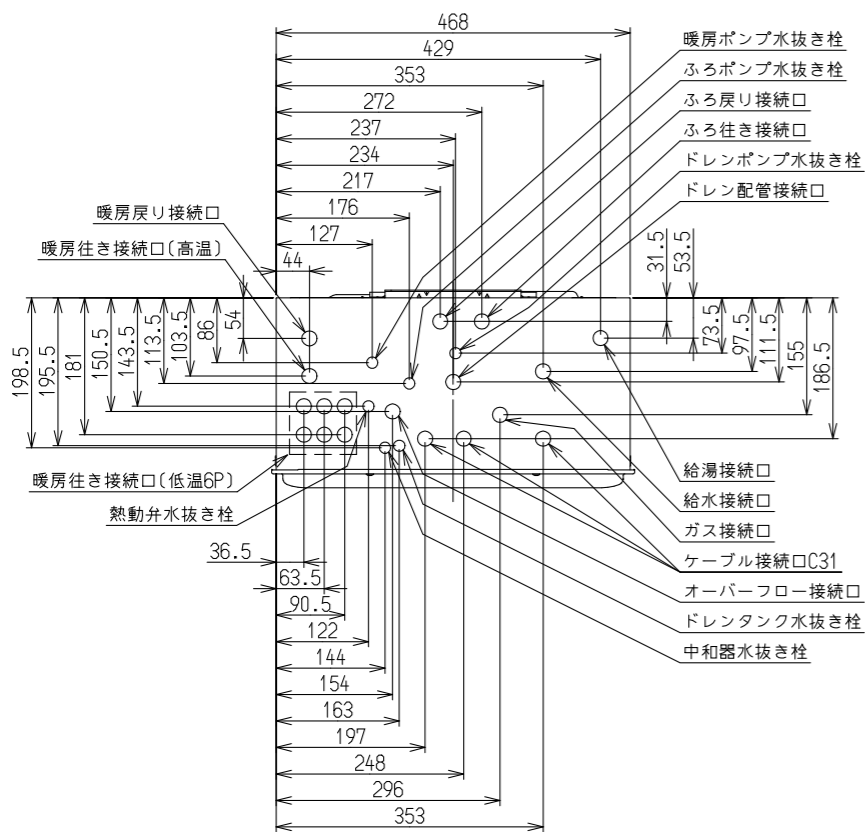 468
429
353
272
237
234
217
176
127
44
暖房ポンプ水抜き栓
ふろポンプ水抜き栓
ふろ戻り接続口
ふろ往き接続口
ドレンポンプ水抜き栓
ドレン配管接続口
暖房戻り接続口
暖房往き接続口(高温)
198.5
195.5
181
150.5
143.5
113.5
103.5
86
54
31.5
53.5
73.5
97.5
111.5
155
186.5
暖房往き接続口(低温6P)
熱動弁水抜き栓
給湯接続口
給水接続口
ガス接続口
ケーブル接続口C31
オーバーフロー接続口
ドレンタンク水抜き栓
中和器水抜き栓
36.5
63.5
90.5
122
144
154
163
197
248
296
353